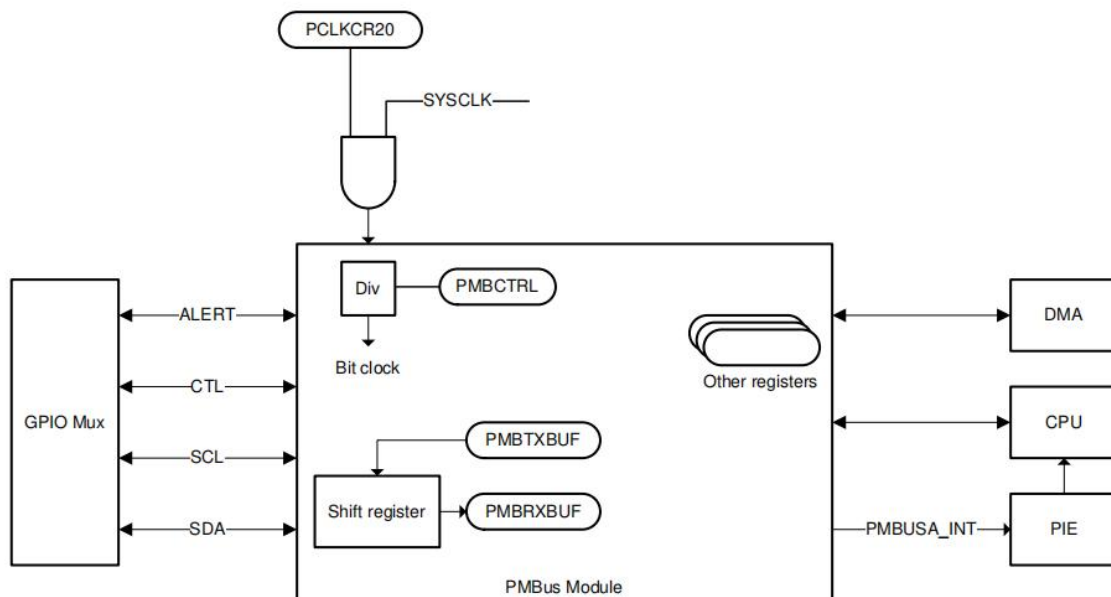 PCLKCR20
SYSCLK
Div
PMBCTRL
Bit clock
Other registers
GPIO Mux
ALERT
CTL
SCL
SDA
PMBTXBUF
Shift register
PMBRXBUF
PMBUSA_INT
DMA
CPU
PIE
PMBus Module